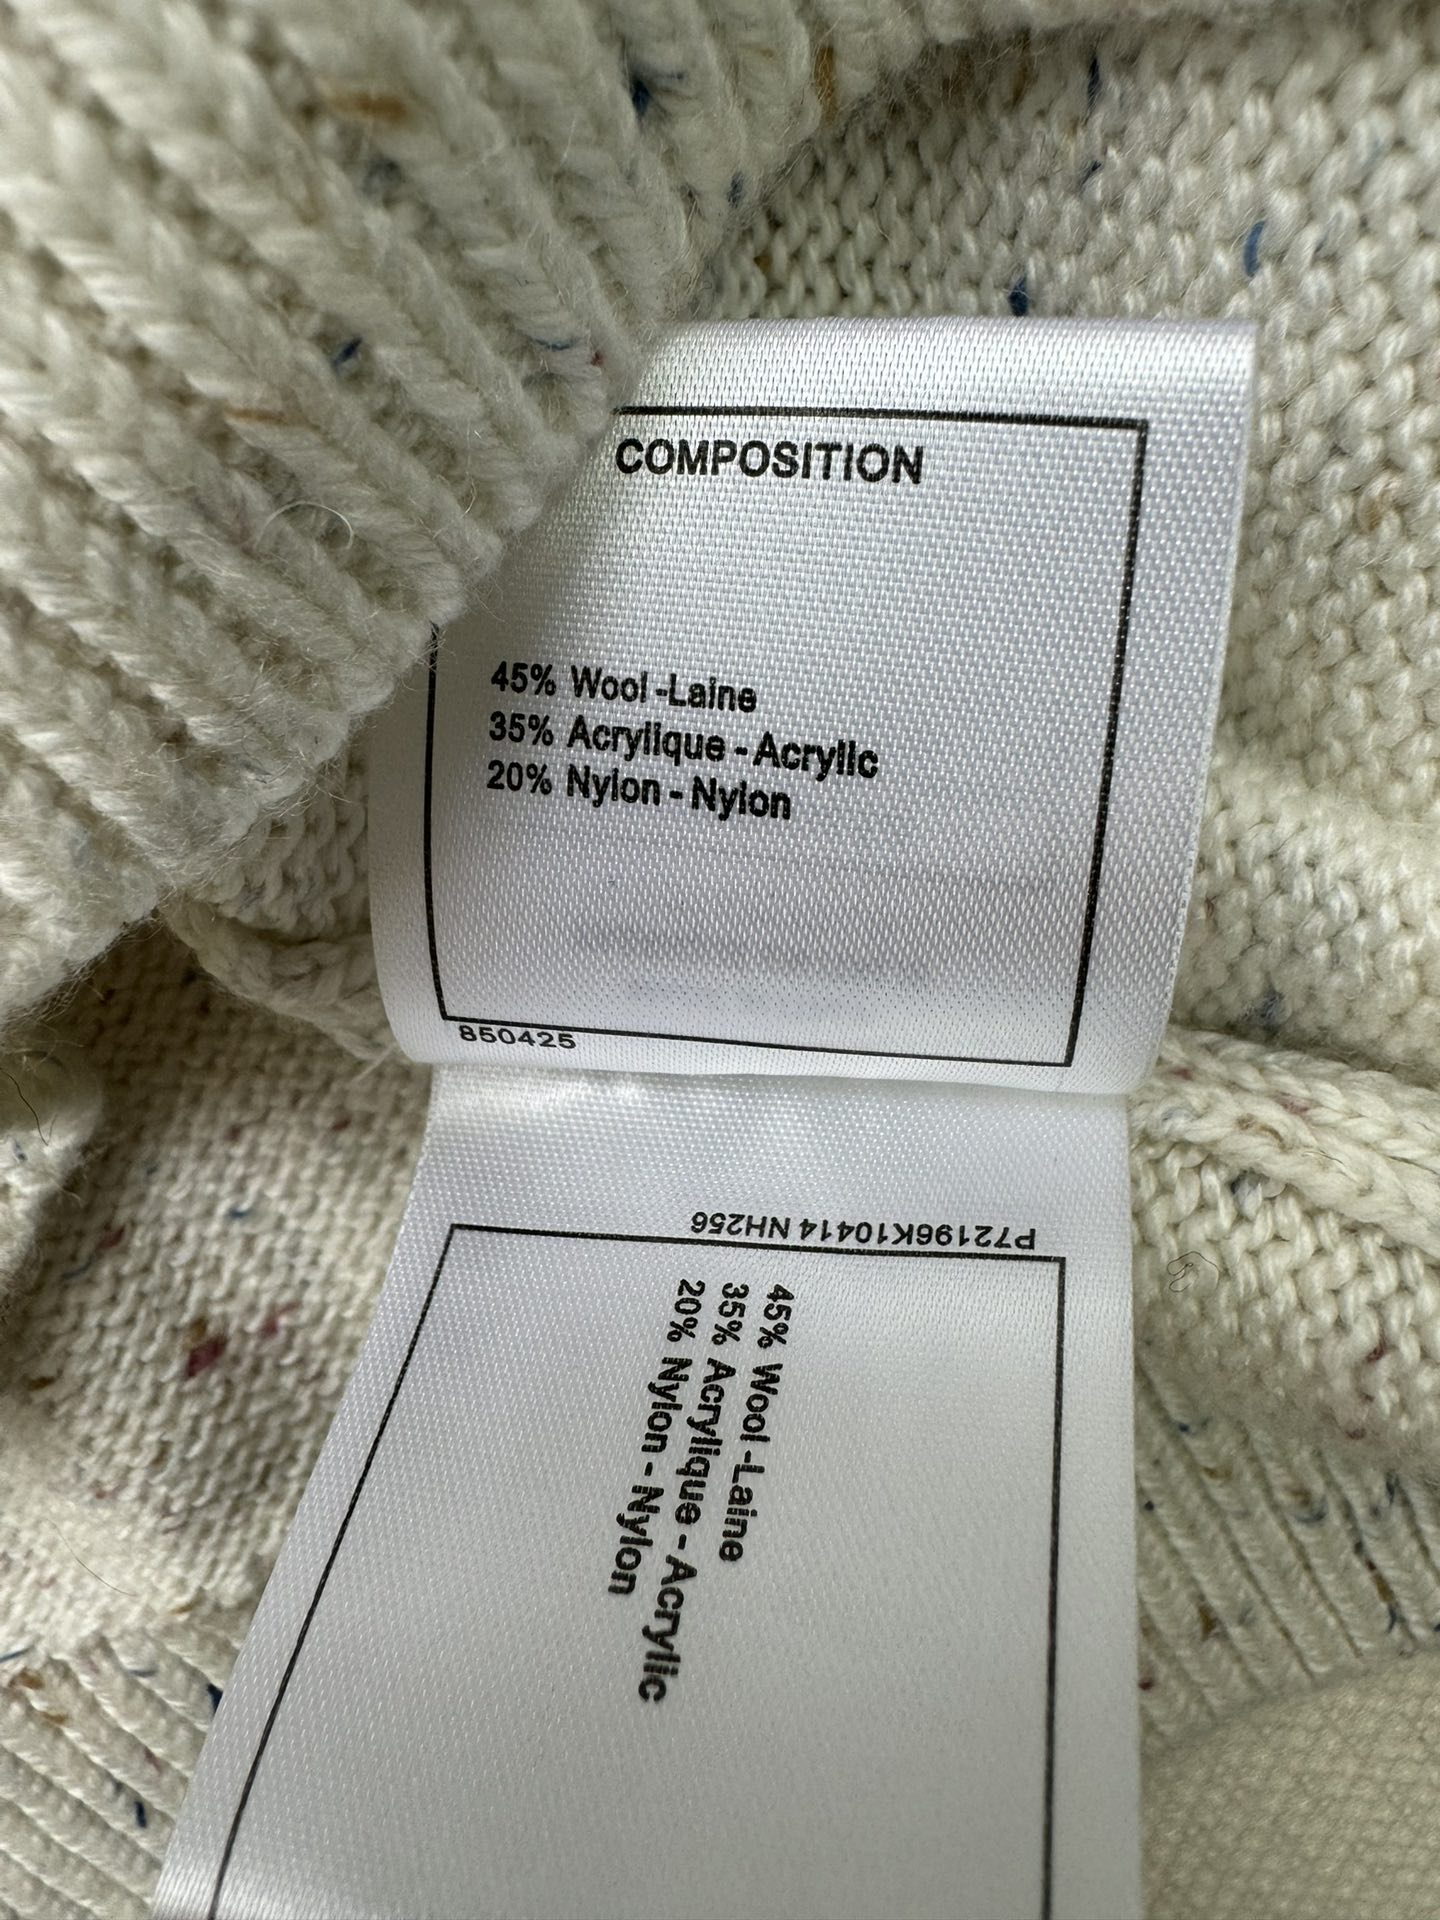 COMPOSITION
45% Wool -Laine
35% Acrylique - Acrylic
20% Nylon - Nylon
850425
P72196K10414 NH256
45% Wool -Laine
35% Acrylique - Acrylic
20% Nylon - Nylon